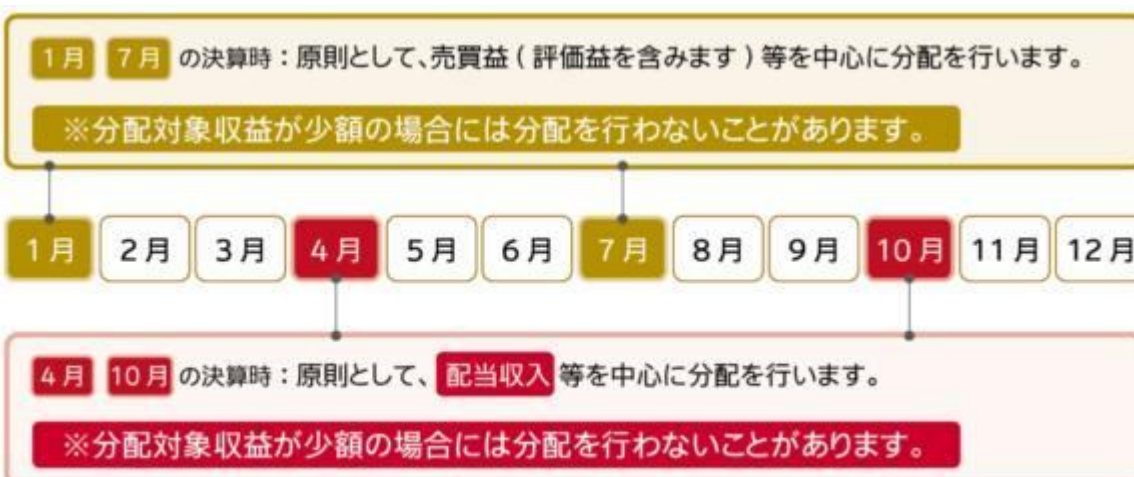 1月 7月 の決算時：原則として、売買益(評価益を含みます)等を中心に分配を行います。
※分配対象収益が少額の場合には分配を行わないことがあります。
1月 2月 3月 4月 5月 6月 7月 8月 9月 10月 11月 12月
4月 10月 の決算時：原則として、配当収入等を中心に分配を行います。
※分配対象収益が少額の場合には分配を行わないことがあります。